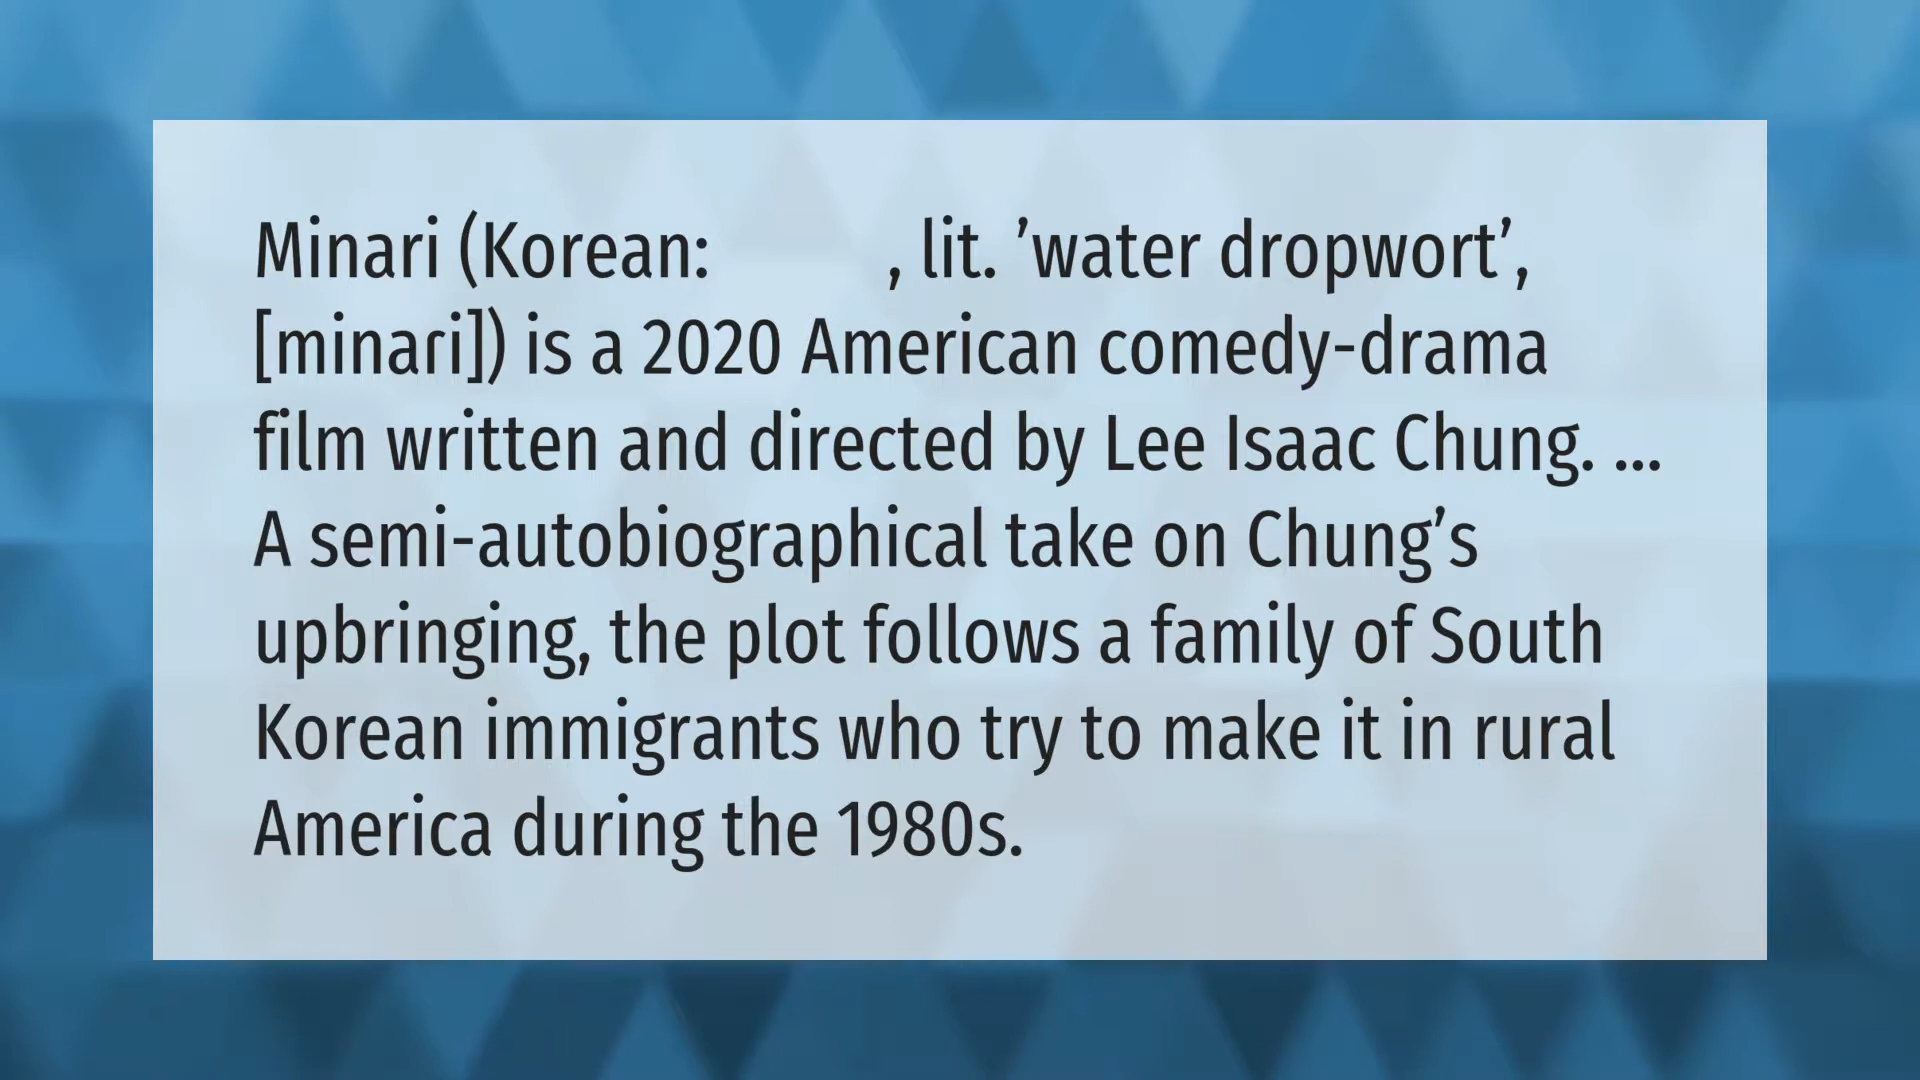 Minari (Korean: , lit. ’water dropwort’,
[minaɾi]) is a 2020 American comedy-drama
film written and directed by Lee Isaac Chung. ...
A semi-autobiographical take on Chung’s
upbringing, the plot follows a family of South
Korean immigrants who try to make it in rural
America during the 1980s.